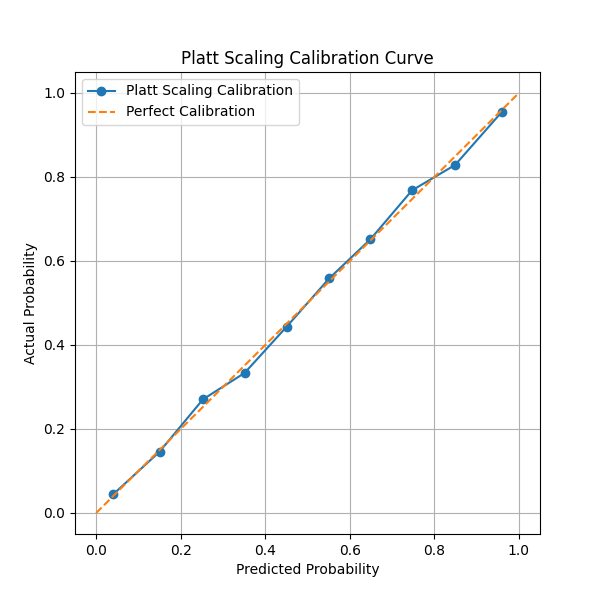 Platt Scaling Calibration Curve
Platt Scaling Calibration
Perfect Calibration
Actual Probability
1.0
0.8
0.6
0.4
0.2
0.0
0.0 0.2 0.4 0.6 0.8 1.0
Predicted Probability